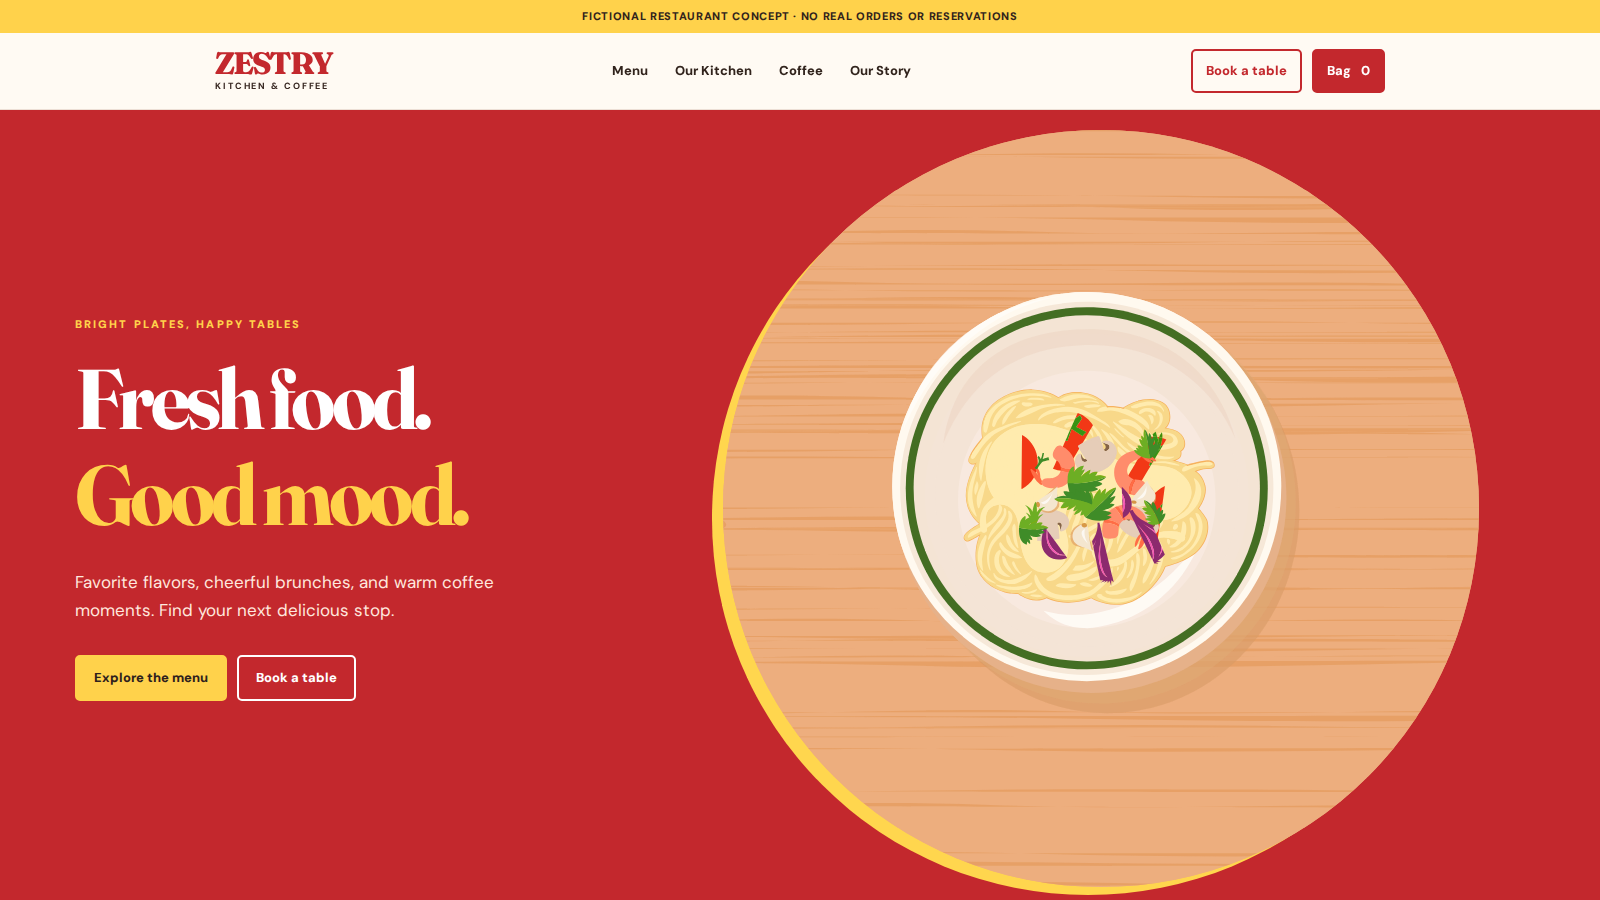 FICTIONAL RESTAURANT CONCEPT · NO REAL ORDERS OR RESERVATIONS
ZESTRY
KITCHEN & COFFEE
Menu Our Kitchen Coffee Our Story
Book a table Bag 0
BRIGHT PLATES, HAPPY TABLES
Fresh food.
Good mood.
Favorite flavors, cheerful brunches, and warm coffee
moments. Find your next delicious stop.
Explore the menu Book a table